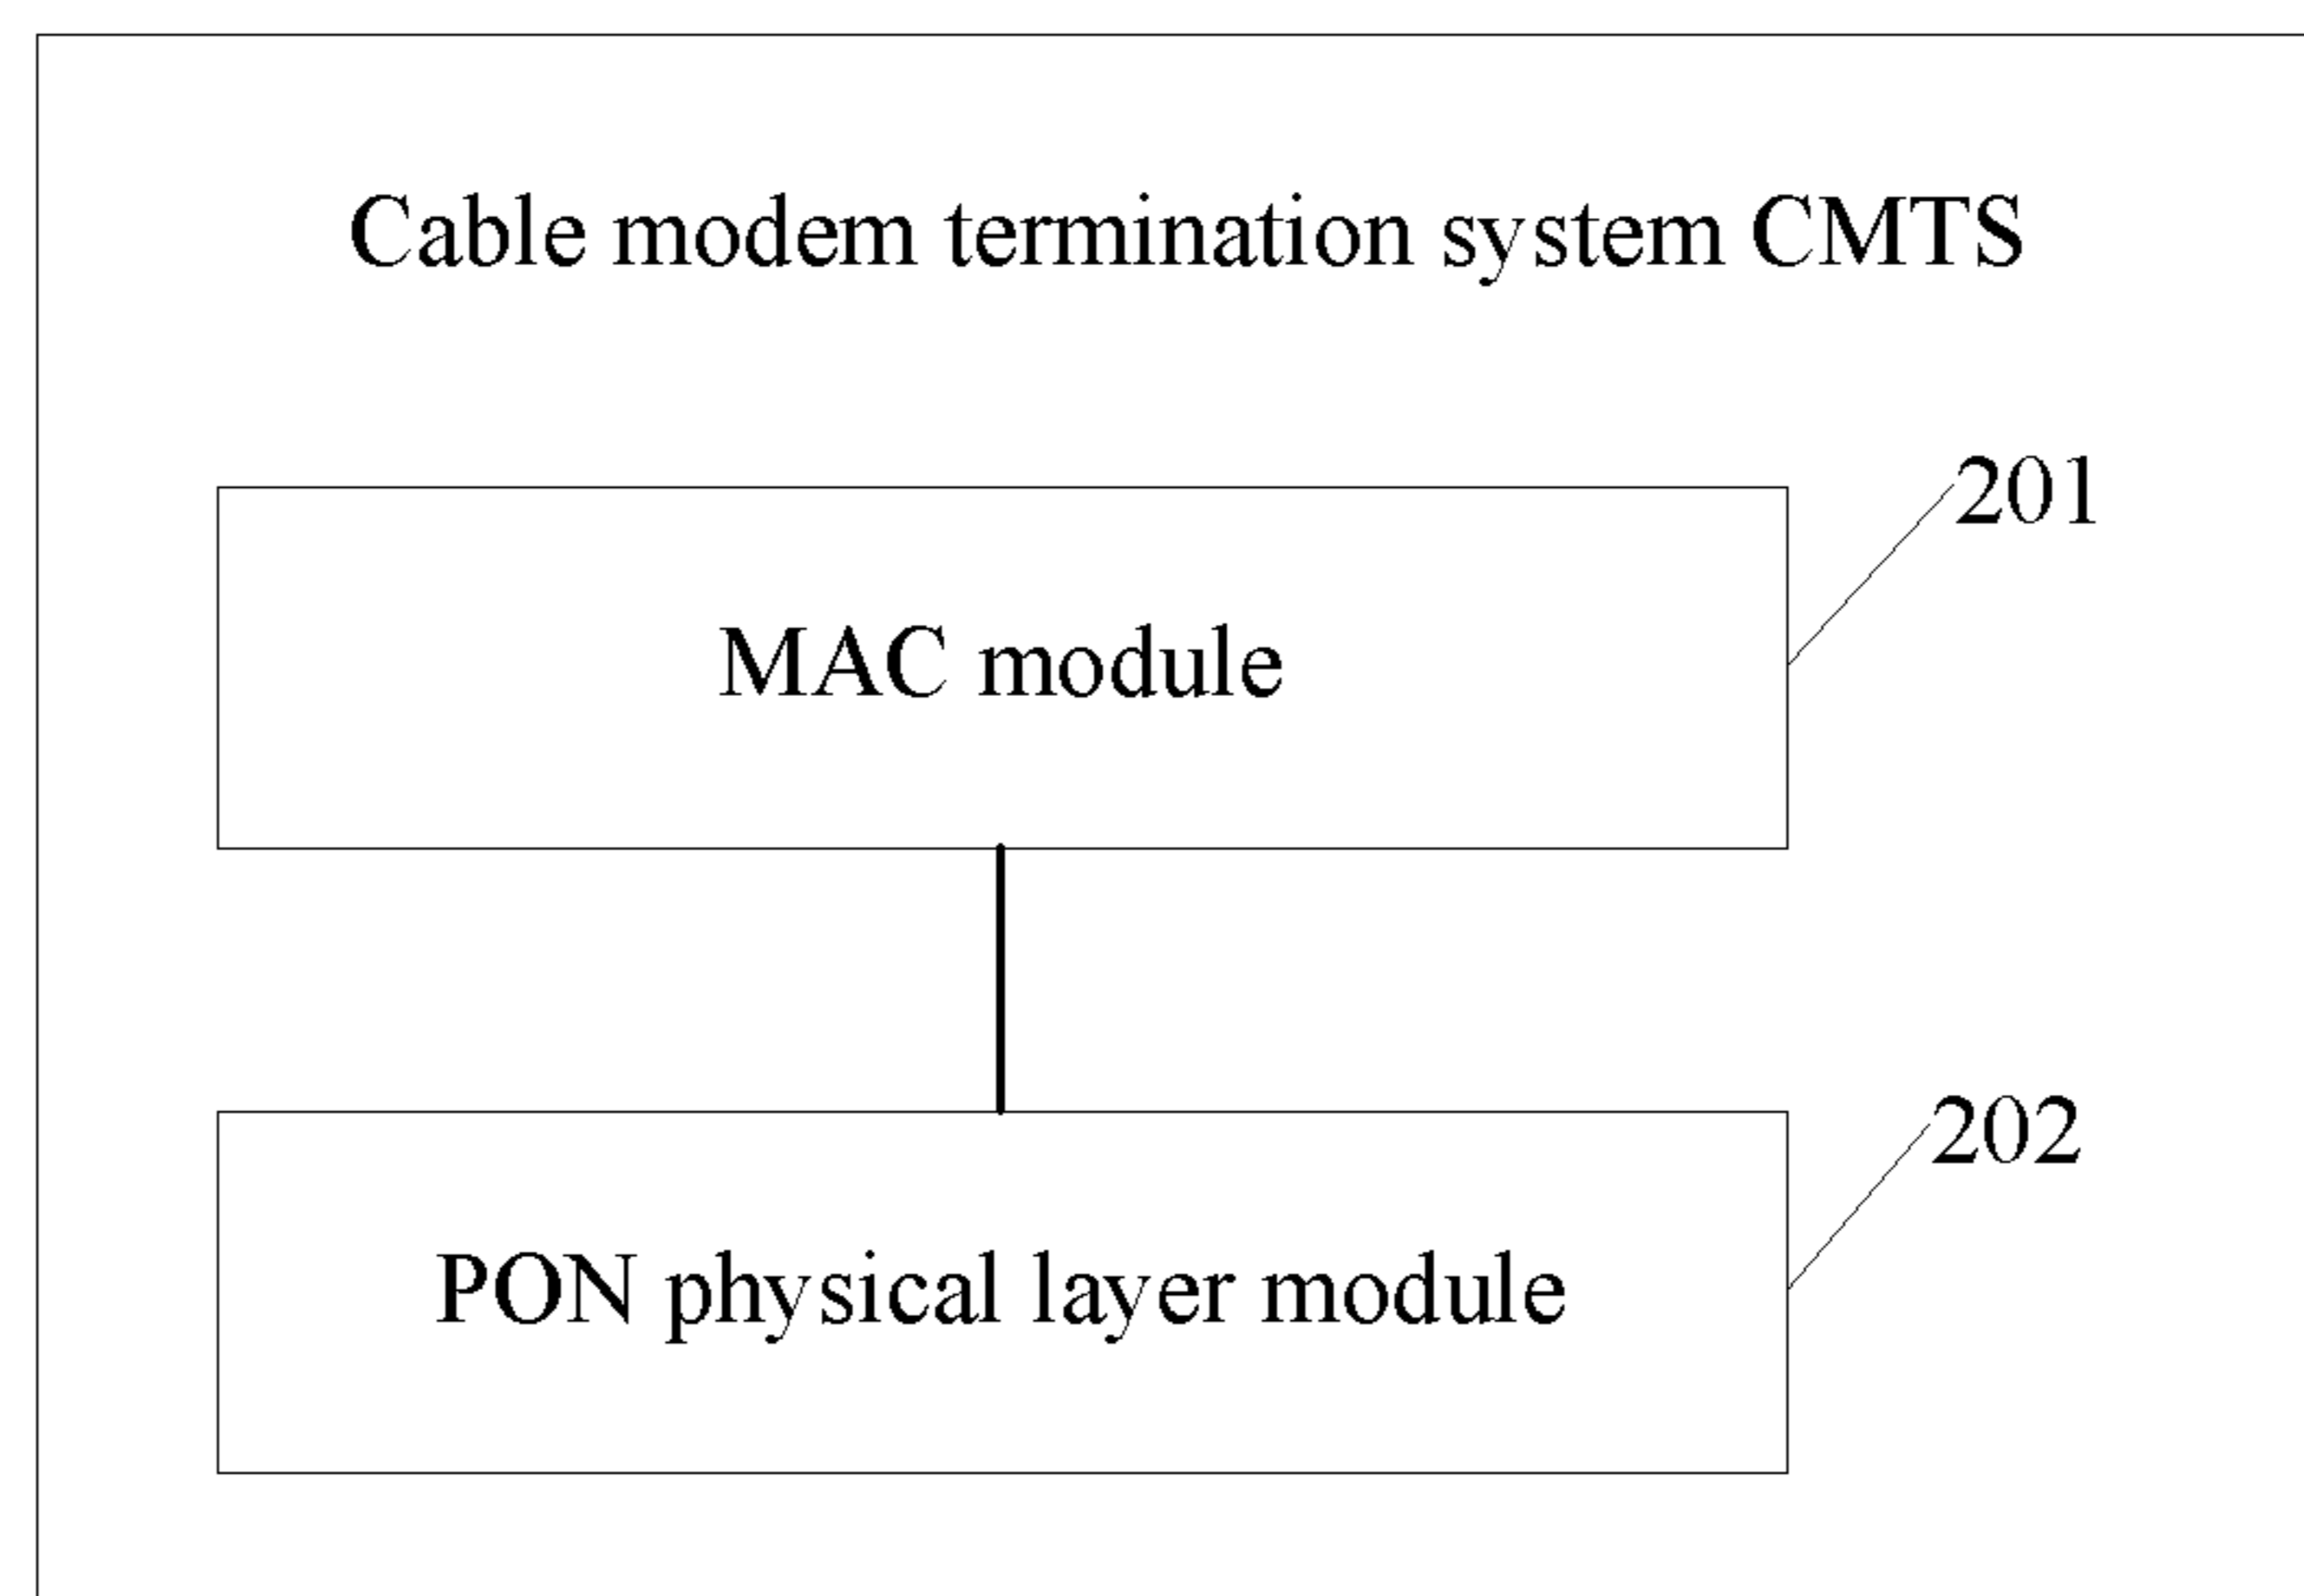 Cable modem termination system CMTS
201
MAC module
202
PON physical layer module